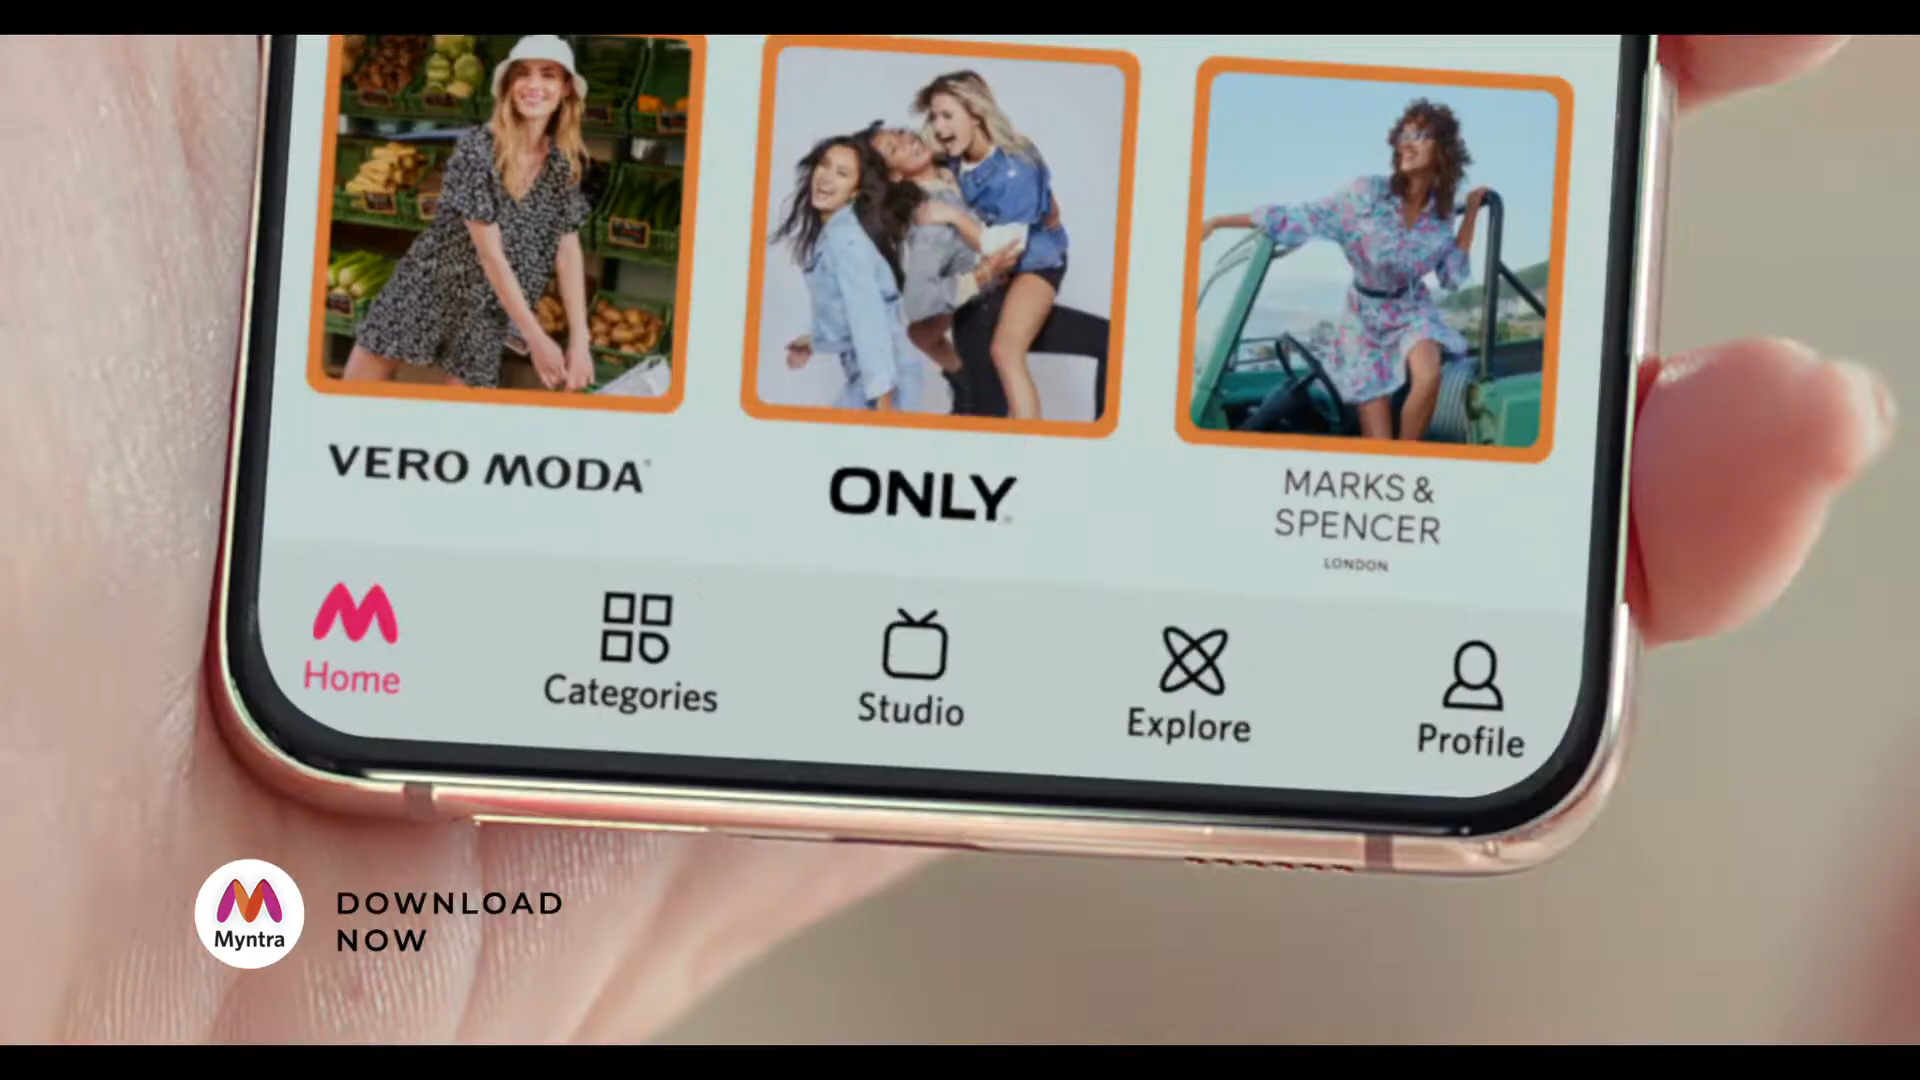 VERO MODA
ONLY
MARKS &
SPENCER
LONDON
Home
Categories
Studio
Explore
Profile
Myntra
DOWNLOAD
NOW